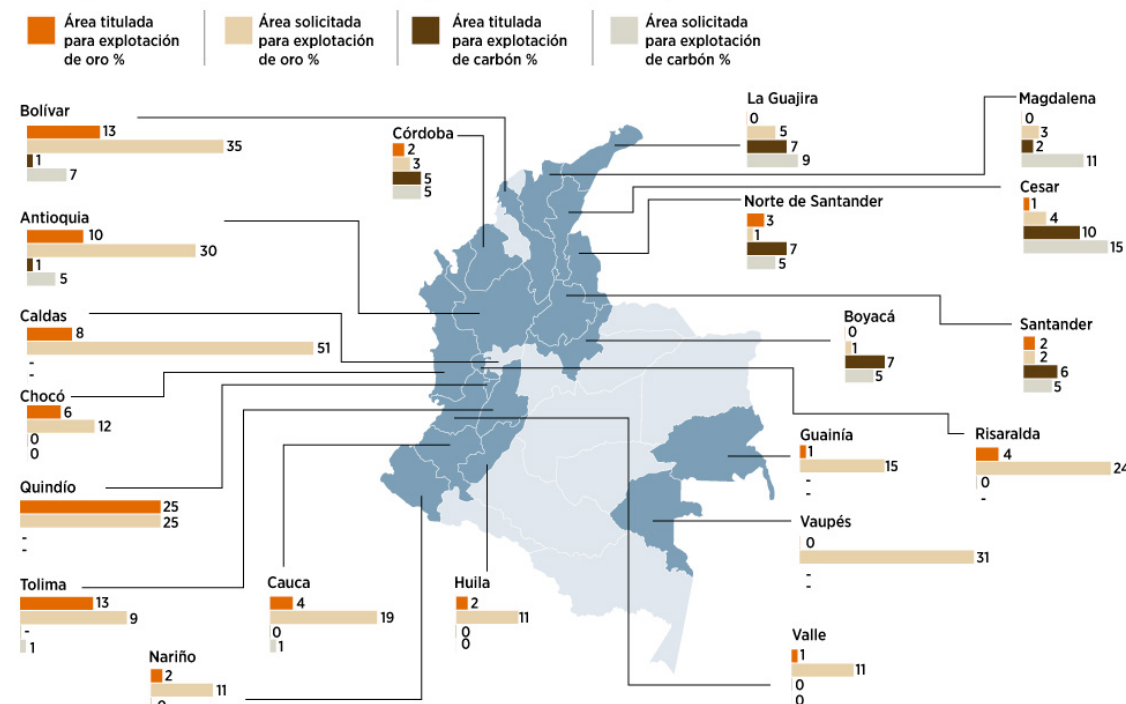 Área titulada
para explotación
de oro %
Área solicitada
para explotación
de oro %
Área titulada
para explotación
de carbón %
Área solicitada
para explotación
de carbón %
Bolívar
13
35
1
7
Córdoba
2
3
5
5
La Guajira
0
5
7
9
Magdalena
0
3
2
11
Antioquia
10
30
1
5
Norte de Santander
3
1
7
5
Cesar
1
4
10
15
Caldas
8
51
-
-
Boyacá
0
1
7
5
Santander
2
2
6
5
Chocó
6
12
0
0
Guainía
1
15
-
-
Risaralda
4
24
0
-
Quindío
25
25
-
-
Vaupés
0
31
-
-
Tolima
13
9
-
1
Cauca
4
19
0
1
Huila
2
11
0
0
Valle
1
11
0
0
Nariño
2
11